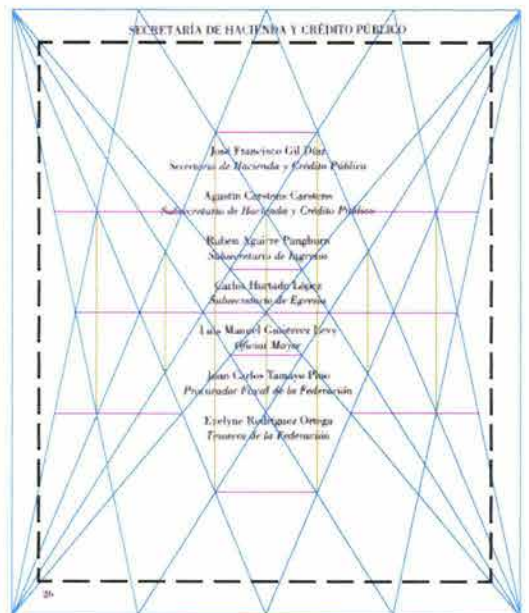 SECRETARÍA DE HACIENDA Y CRÉDITO PÚBLICO
José Francisco Gil Díaz
Secretario de Hacienda y Crédito Público
Agustín Carstens Carstens
Subsecretario de Hacienda y Crédito Público
Rubén Aguirre Pangburn
Subsecretario de Ingresos
Carlos Hurtado López
Subsecretario de Egresos
Luis Manuel Gutiérrez Levy
Oficial Mayor
Juan Carlos Tamayo Pino
Procurador Fiscal de la Federación
Evelyne Rodríguez Ortega
Tesorera de la Federación
26